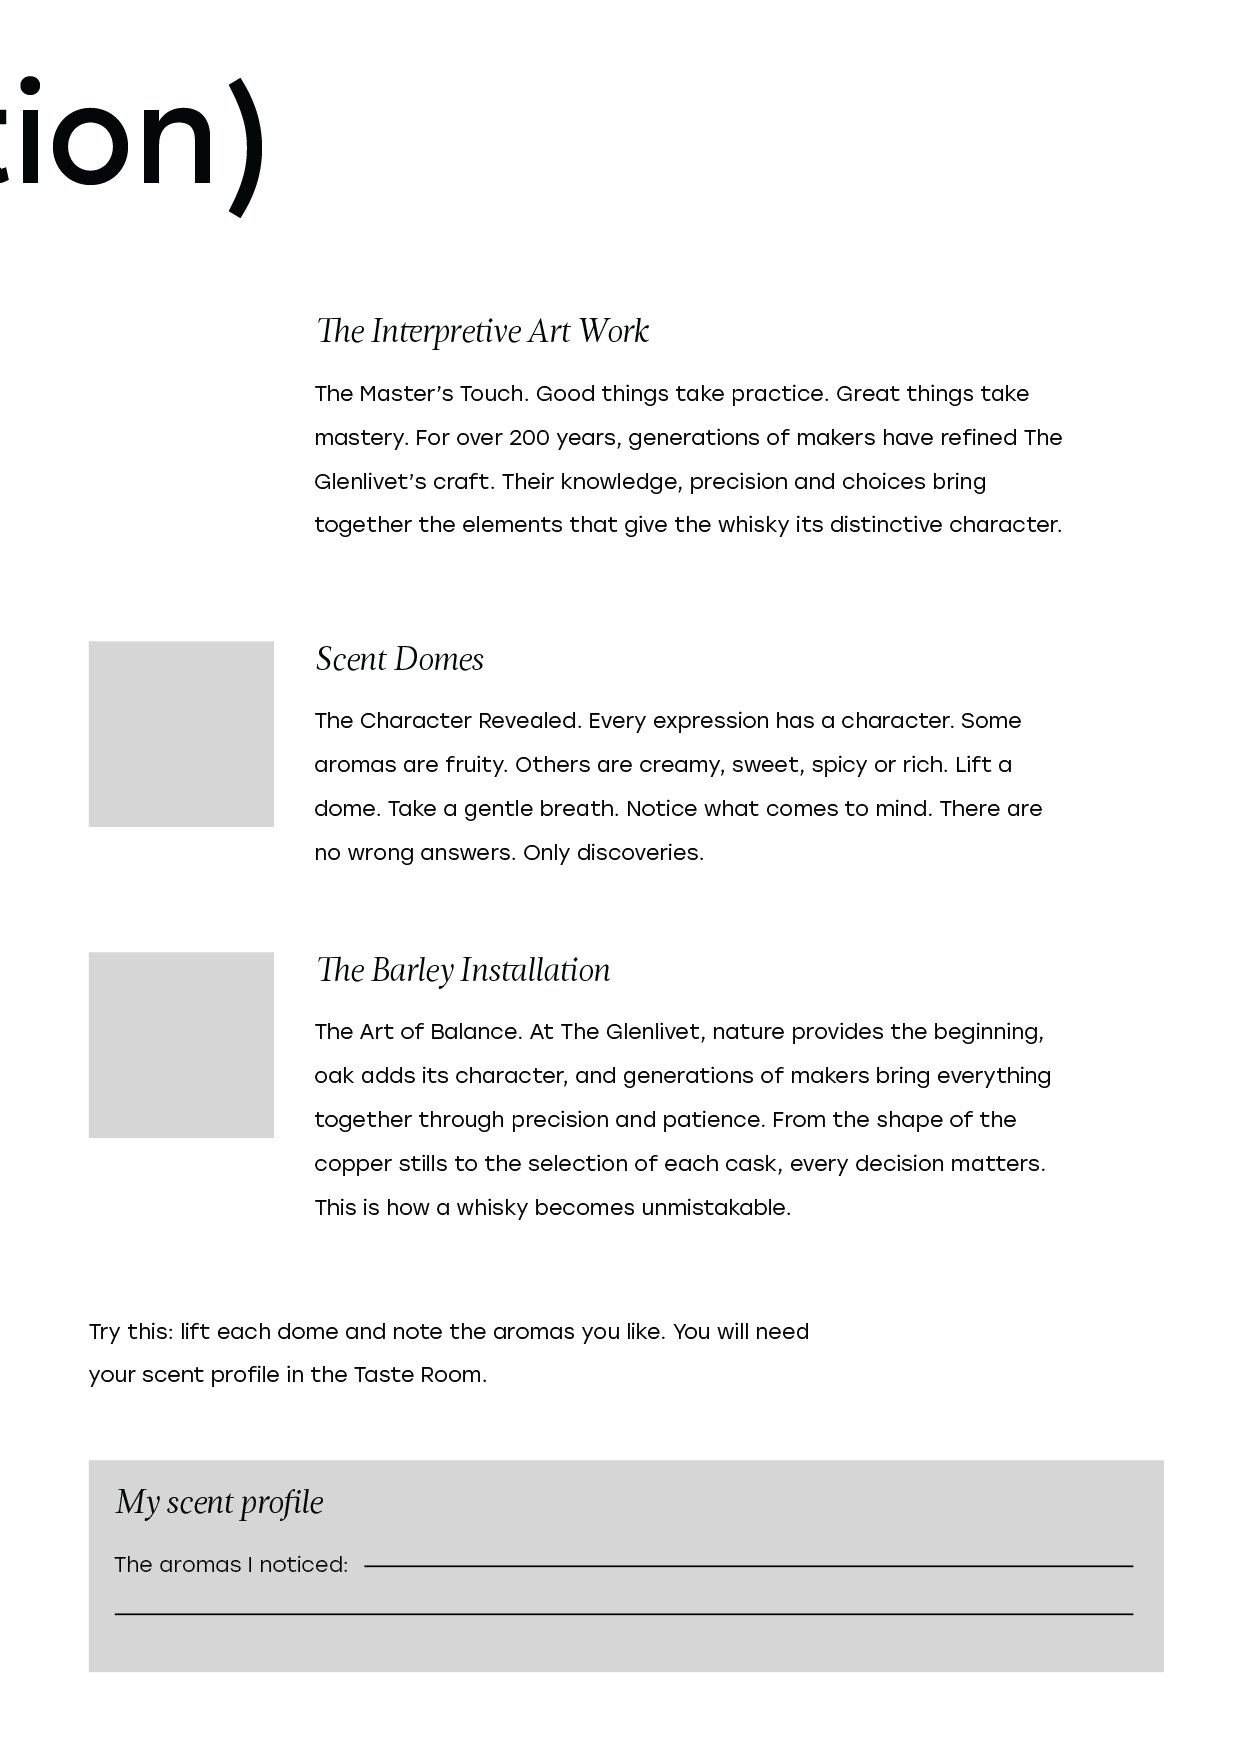 tion)
The Interpretive Art Work
The Master’s Touch. Good things take practice. Great things take
mastery. For over 200 years, generations of makers have refined The
Glenlivet’s craft. Their knowledge, precision and choices bring
together the elements that give the whisky its distinctive character.
Scent Domes
The Character Revealed. Every expression has a character. Some
aromas are fruity. Others are creamy, sweet, spicy or rich. Lift a
dome. Take a gentle breath. Notice what comes to mind. There are
no wrong answers. Only discoveries.
The Barley Installation
The Art of Balance. At The Glenlivet, nature provides the beginning,
oak adds its character, and generations of makers bring everything
together through precision and patience. From the shape of the
copper stills to the selection of each cask, every decision matters.
This is how a whisky becomes unmistakable.
Try this: lift each dome and note the aromas you like. You will need
your scent profile in the Taste Room.
My scent profile
The aromas I noticed: